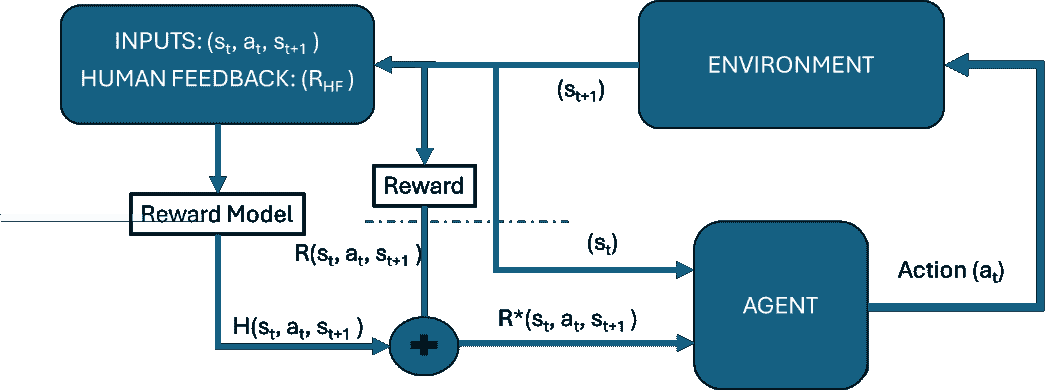 INPUTS: (st, at, st+1 )
HUMAN FEEDBACK: (RHF )
ENVIRONMENT
(st+1)
Reward
Reward Model
R(st, at, st+1 )
(st)
Action (at)
AGENT
H(st, at, st+1 )
R*(st, at, st+1 )
+